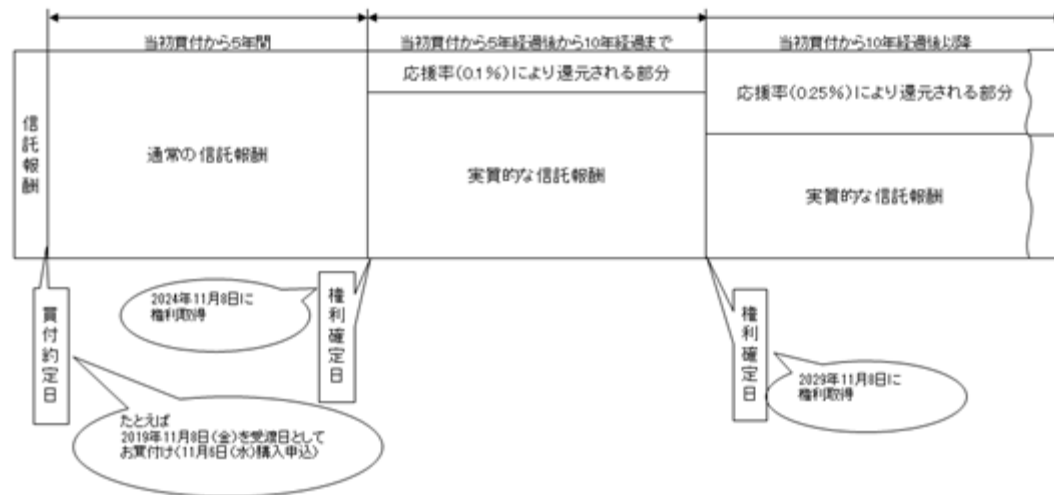 当初買付から5年間
当初買付から5年経過後から10年経過まで
当初買付から10年経過後以降
信託報酬
通常の信託報酬
応援率(0.1%)により還元される部分
実質的な信託報酬
応援率(0.25%)により還元される部分
実質的な信託報酬
買付約定日
2024年11月8日に
権利取得
権利確定日
権利確定日
2029年11月8日に
権利取得
たとえば
2019年11月8日(金)を受渡日として
お買付け(11月6日(水)購入申込)